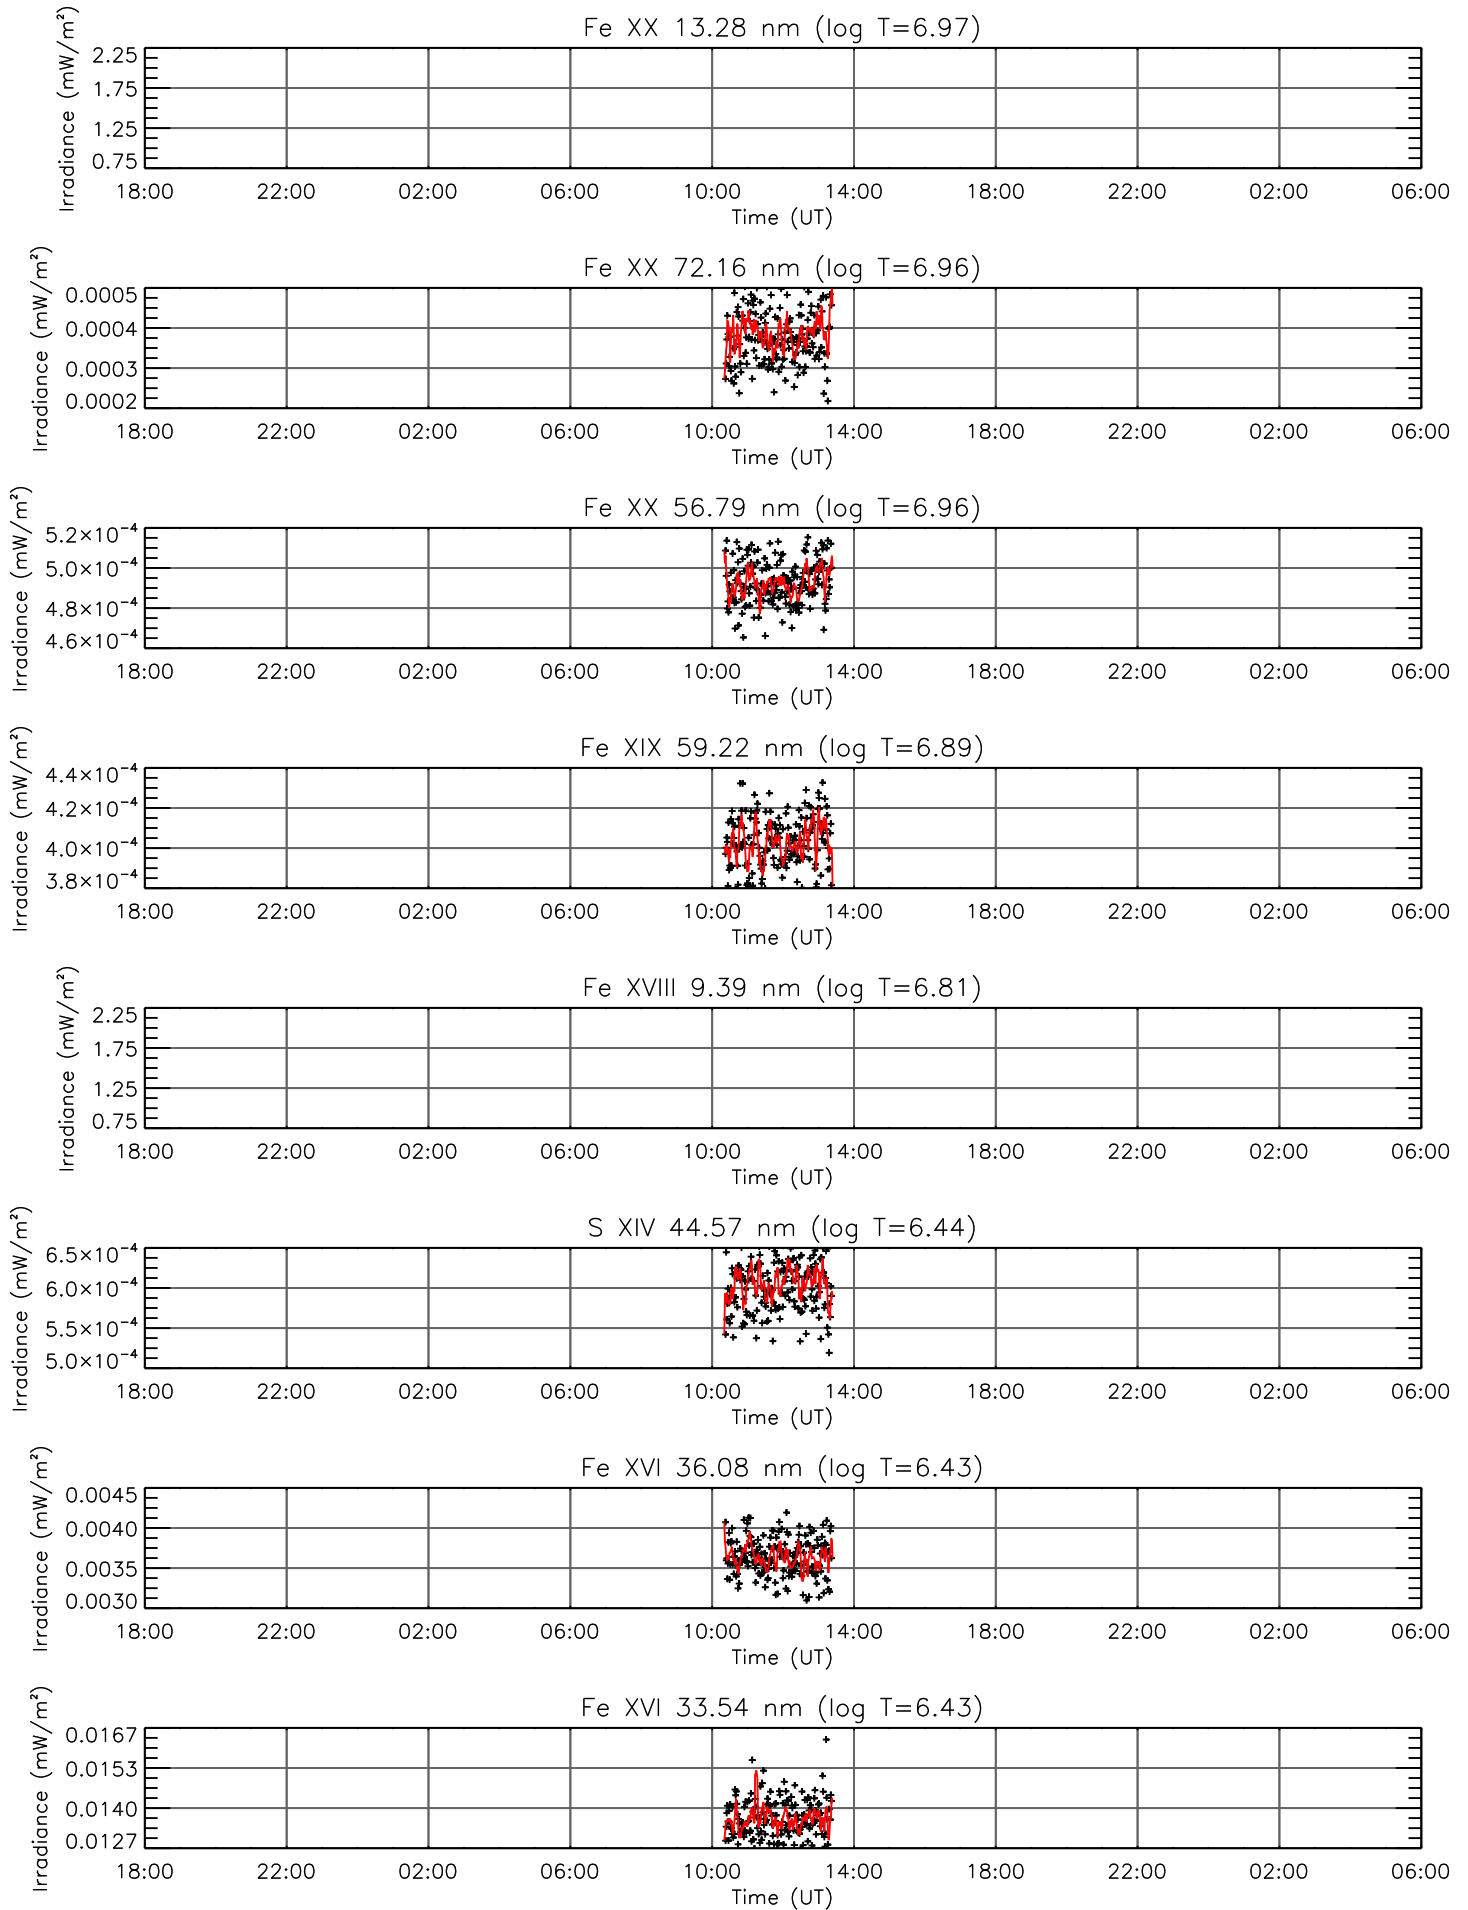 Fe XX 13.28 nm (log T=6.97)
Irradiance (mW/m²)
2.25
1.75
1.25
0.75
18:00 22:00 02:00 06:00 10:00 14:00 18:00 22:00 02:00 06:00
Time (UT)
Fe XX 72.16 nm (log T=6.96)
Irradiance (mW/m²)
0.0005
0.0004
0.0003
0.0002
18:00 22:00 02:00 06:00 10:00 14:00 18:00 22:00 02:00 06:00
Time (UT)
Fe XX 56.79 nm (log T=6.96)
Irradiance (mW/m²)
5.2×10⁻⁴
5.0×10⁻⁴
4.8×10⁻⁴
4.6×10⁻⁴
18:00 22:00 02:00 06:00 10:00 14:00 18:00 22:00 02:00 06:00
Time (UT)
Fe XIX 59.22 nm (log T=6.89)
Irradiance (mW/m²)
4.4×10⁻⁴
4.2×10⁻⁴
4.0×10⁻⁴
3.8×10⁻⁴
18:00 22:00 02:00 06:00 10:00 14:00 18:00 22:00 02:00 06:00
Time (UT)
Fe XVIII 9.39 nm (log T=6.81)
Irradiance (mW/m²)
2.25
1.75
1.25
0.75
18:00 22:00 02:00 06:00 10:00 14:00 18:00 22:00 02:00 06:00
Time (UT)
S XIV 44.57 nm (log T=6.44)
Irradiance (mW/m²)
6.5×10⁻⁴
6.0×10⁻⁴
5.5×10⁻⁴
5.0×10⁻⁴
18:00 22:00 02:00 06:00 10:00 14:00 18:00 22:00 02:00 06:00
Time (UT)
Fe XVI 36.08 nm (log T=6.43)
Irradiance (mW/m²)
0.0045
0.0040
0.0035
0.0030
18:00 22:00 02:00 06:00 10:00 14:00 18:00 22:00 02:00 06:00
Time (UT)
Fe XVI 33.54 nm (log T=6.43)
Irradiance (mW/m²)
0.0167
0.0153
0.0140
0.0127
18:00 22:00 02:00 06:00 10:00 14:00 18:00 22:00 02:00 06:00
Time (UT)